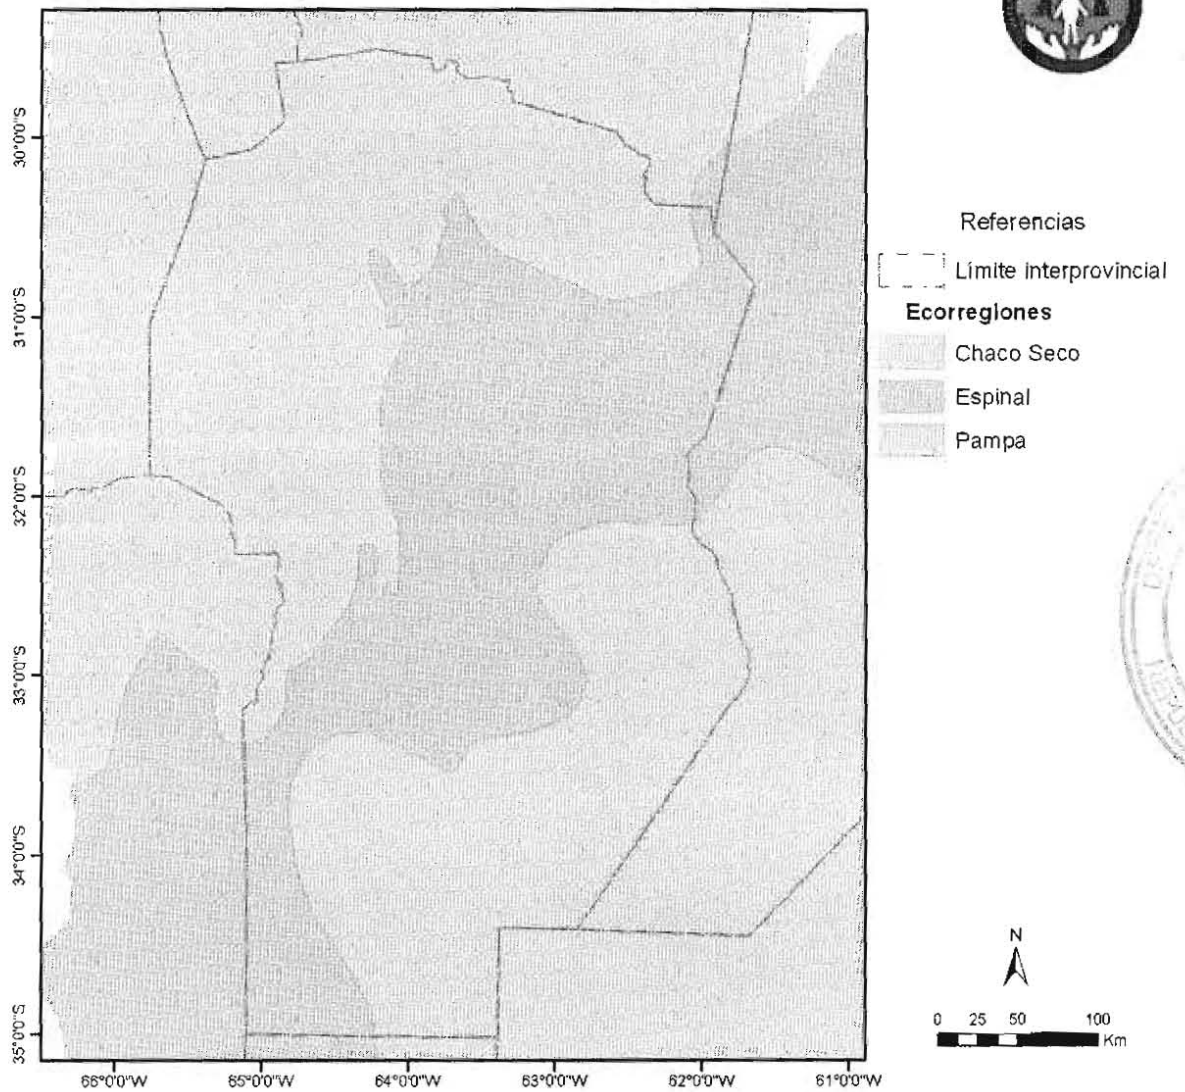 30°0'0"S
31°0'0"S
32°0'0"S
33°0'0"S
34°0'0"S
35°0'0"S
66°0'0"W
65°0'0"W
64°0'0"W
63°0'0"W
62°0'0"W
61°0'0"W
Referencias
Límite interprovincial
Ecorregiones
Chaco Seco
Espinal
Pampa
N
0 25 50 100
Km